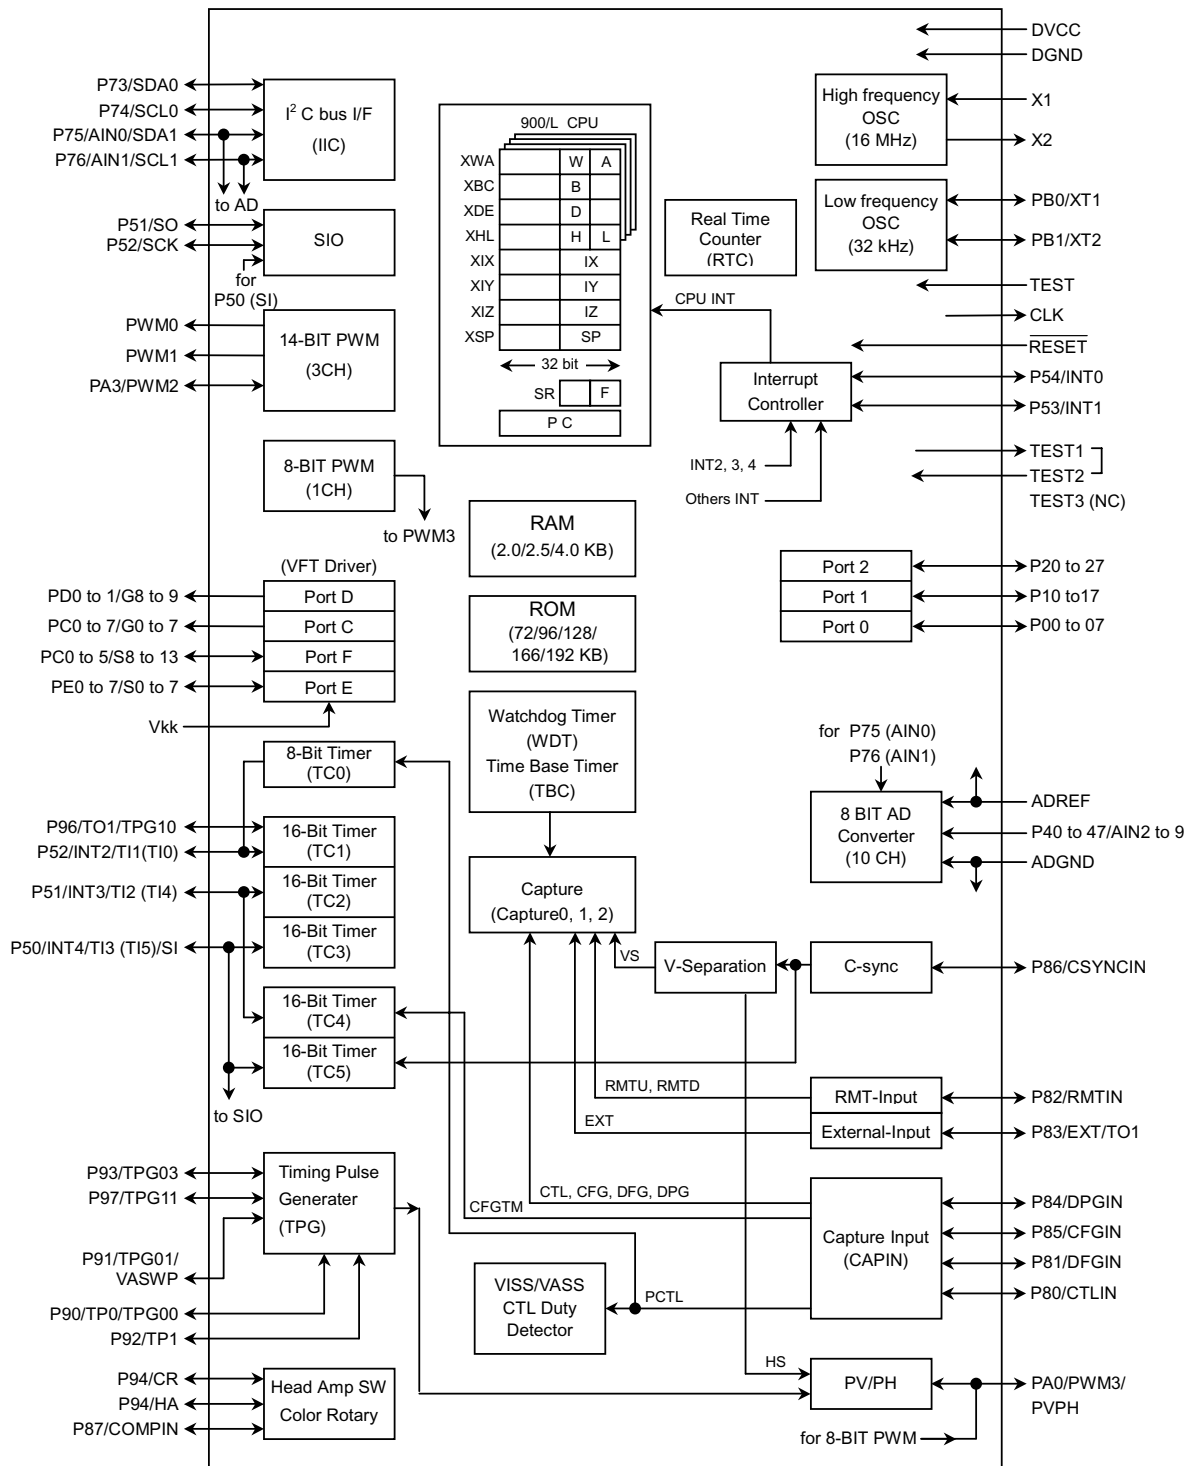 DVCC
DGND
P73/SDA0
P74/SCL0
P75/AIN0/SDA1
P76/AIN1/SCL1
to AD
I² C bus I/F
(IIC)
P51/SO
P52/SCK
for
P50 (SI)
SIO
PWM0
PWM1
PA3/PWM2
14-BIT PWM
(3CH)
8-BIT PWM
(1CH)
to PWM3
900/L CPU
XWA W A
XBC B
XDE D
XHL H L
XIX IX
XIY IY
XIZ IZ
XSP SP
32 bit
SR F
P C
Real Time
Counter
(RTC)
High frequency
OSC
(16 MHz)
X1
X2
Low frequency
OSC
(32 kHz)
PB0/XT1
PB1/XT2
TEST
CLK
RESET
CPU INT
Interrupt
Controller
P54/INT0
P53/INT1
INT2, 3, 4
Others INT
TEST1
TEST2
TEST3 (NC)
RAM
(2.0/2.5/4.0 KB)
ROM
(72/96/128/
166/192 KB)
Port 2
Port 1
Port 0
P20 to 27
P10 to17
P00 to 07
(VFT Driver)
PD0 to 1/G8 to 9
Port D
PC0 to 7/G0 to 7
Port C
PC0 to 5/S8 to 13
Port F
PE0 to 7/S0 to 7
Port E
Vkk
Watchdog Timer
(WDT)
Time Base Timer
(TBC)
for P75 (AIN0)
P76 (AIN1)
8 BIT AD
Converter
(10 CH)
ADREF
P40 to 47/AIN2 to 9
ADGND
8-Bit Timer
(TC0)
P96/TO1/TPG10
P52/INT2/TI1(TI0)
16-Bit Timer
(TC1)
P51/INT3/TI2 (TI4)
16-Bit Timer
(TC2)
P50/INT4/TI3 (TI5)/SI
16-Bit Timer
(TC3)
16-Bit Timer
(TC4)
16-Bit Timer
(TC5)
to SIO
Capture
(Capture0, 1, 2)
VS
V-Separation
C-sync
P86/CSYNCIN
RMTU, RMTD
RMT-Input
P82/RMTIN
EXT
External-Input
P83/EXT/TO1
P93/TPG03
P97/TPG11
P91/TPG01/
VASWP
P90/TP0/TPG00
P92/TP1
Timing Pulse
Generater
(TPG)
CTL, CFG, DFG, DPG
CFGTM
Capture Input
(CAPIN)
P84/DPGIN
P85/CFGIN
P81/DFGIN
P80/CTLIN
VISS/VASS
CTL Duty
Detector
PCTL
P94/CR
P94/HA
P87/COMPIN
Head Amp SW
Color Rotary
HS
PV/PH
PA0/PWM3/
PVPH
for 8-BIT PWM